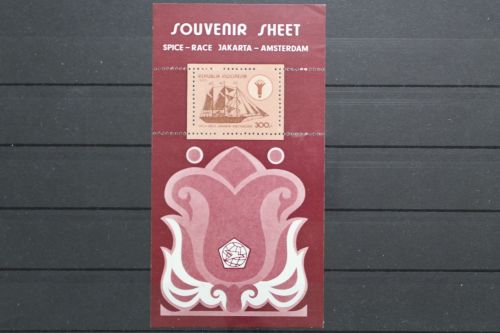 SOUVENIR SHEET
SPICE-RACE JAKARTA-AMSTERDAM
REPUBLIK INDONESIA
300,-